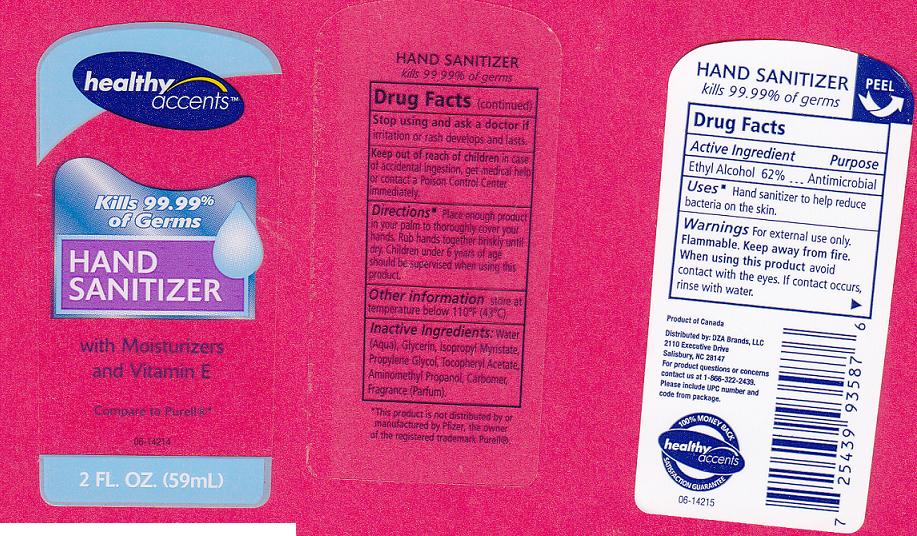 healthy
accents™
Kills 99.99%
of Germs
HAND
SANITIZER
with Moisturizers
and Vitamin E
Compare to Purell®*
06-14214
2 FL. OZ. (59mL)
HAND SANITIZER
kills 99.99% of germs
Drug Facts (continued)
Stop using and ask a doctor if
irritation or rash develops and lasts.
Keep out of reach of children in case
of accidental ingestion, get medical help
or contact a Poison Control Center
immediately.
Directions▪ Place enough product
in your palm to thoroughly cover your
hands. Rub hands together briskly until
dry. Children under 6 years of age
should be supervised when using this
product.
Other information store at
temperature below 110°F (43°C)
Inactive Ingredients: Water
(Aqua), Glycerin, Isopropyl Myristate,
Propylene Glycol, Tocopheryl Acetate,
Aminomethyl Propanol, Carbomer,
Fragrance (Parfum).
*This product is not distributed by or
manufactured by Pfizer, the owner
of the registered trademark Purell®.
HAND SANITIZER
kills 99.99% of germs
PEEL
Drug Facts
Active Ingredient Purpose
Ethyl Alcohol 62% ... Antimicrobial
Uses▪ Hand sanitizer to help reduce
bacteria on the skin.
Warnings For external use only.
Flammable. Keep away from fire.
When using this product avoid
contact with the eyes. If contact occurs,
rinse with water.
Product of Canada
Distributed by: DZA Brands, LLC
2110 Executive Drive
Salisbury, NC 28147
For product questions or concerns
contact us at 1-866-322-2439.
Please include UPC number and
code from package.
100% MONEY BACK
healthy
accents
SATISFACTION GUARANTEE
06-14215
7 25439 93587 6